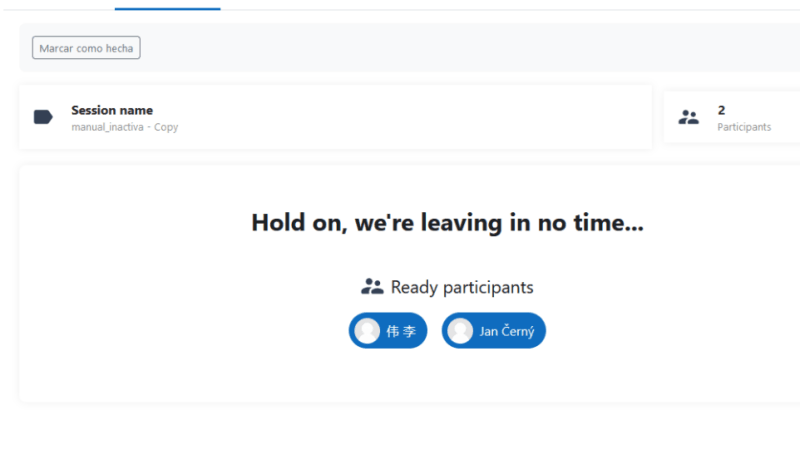 Marcar como hecha
Session name
manual_inactiva - Copy
2
Participants
Hold on, we're leaving in no time...
Ready participants
伟 李
Jan Černý